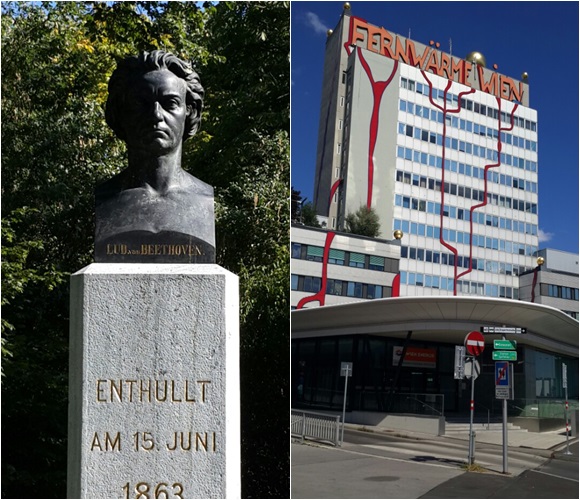 LUD. VAN BEETHOVEN.
ENTHÜLLT
AM 15. JUNI
1863
FERNWÄRME WIEN